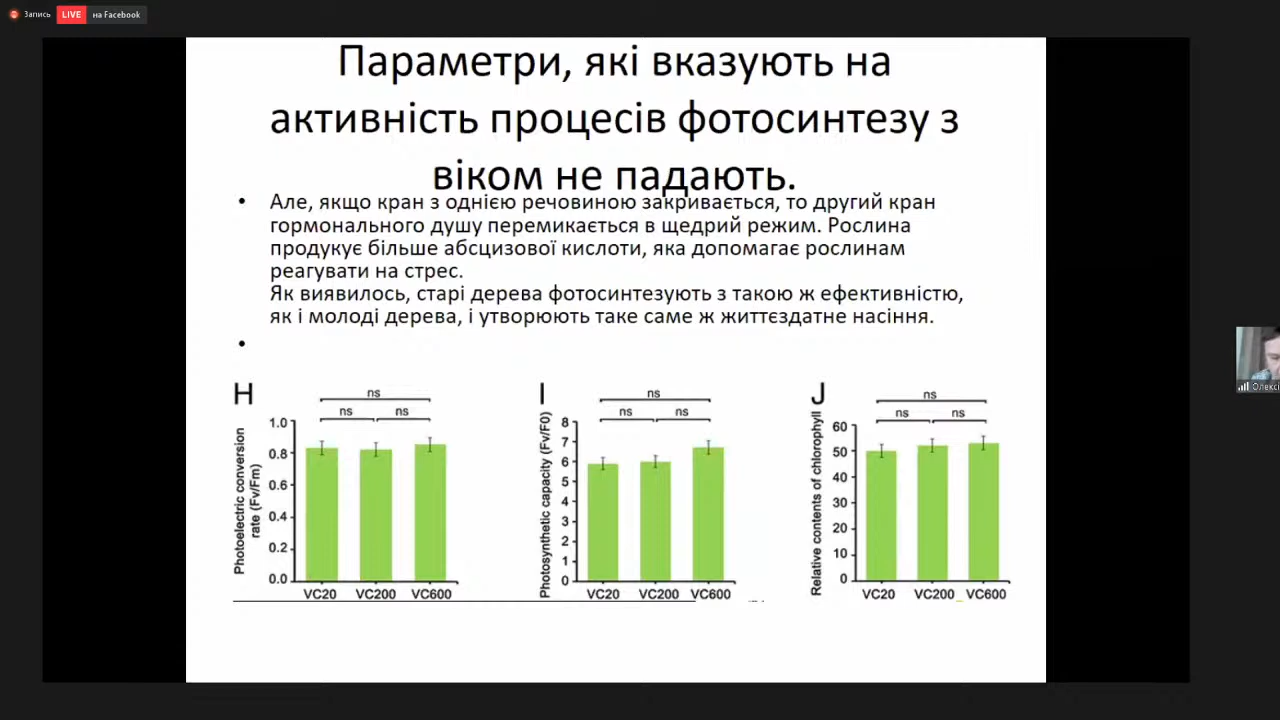 Запись
LIVE
на Facebook
Параметри, які вказують на
активність процесів фотосинтезу з
віком не падають.
• Але, якщо кран з однією речовиною закривається, то другий кран
гормонального душу перемикається в щедрий режим. Рослина
продукує більше абсцизової кислоти, яка допомагає рослинам
реагувати на стрес.
Як виявилось, старі дерева фотосинтезують з такою ж ефективністю,
як і молоді дерева, і утворюють таке саме ж життєздатне насіння.
•
H
ns
ns
ns
Photoelectric conversion
rate (Fv/Fm)
1.0
0.8
0.6
0.4
0.2
0.0
VC20
VC200
VC600
I
ns
ns
ns
Photosynthetic capacity (Fv/F0)
8
7
6
5
4
3
2
1
0
VC20
VC200
VC600
J
ns
ns
ns
Relative contents of chlorophyll
60
50
40
30
20
10
0
VC20
VC200
VC600